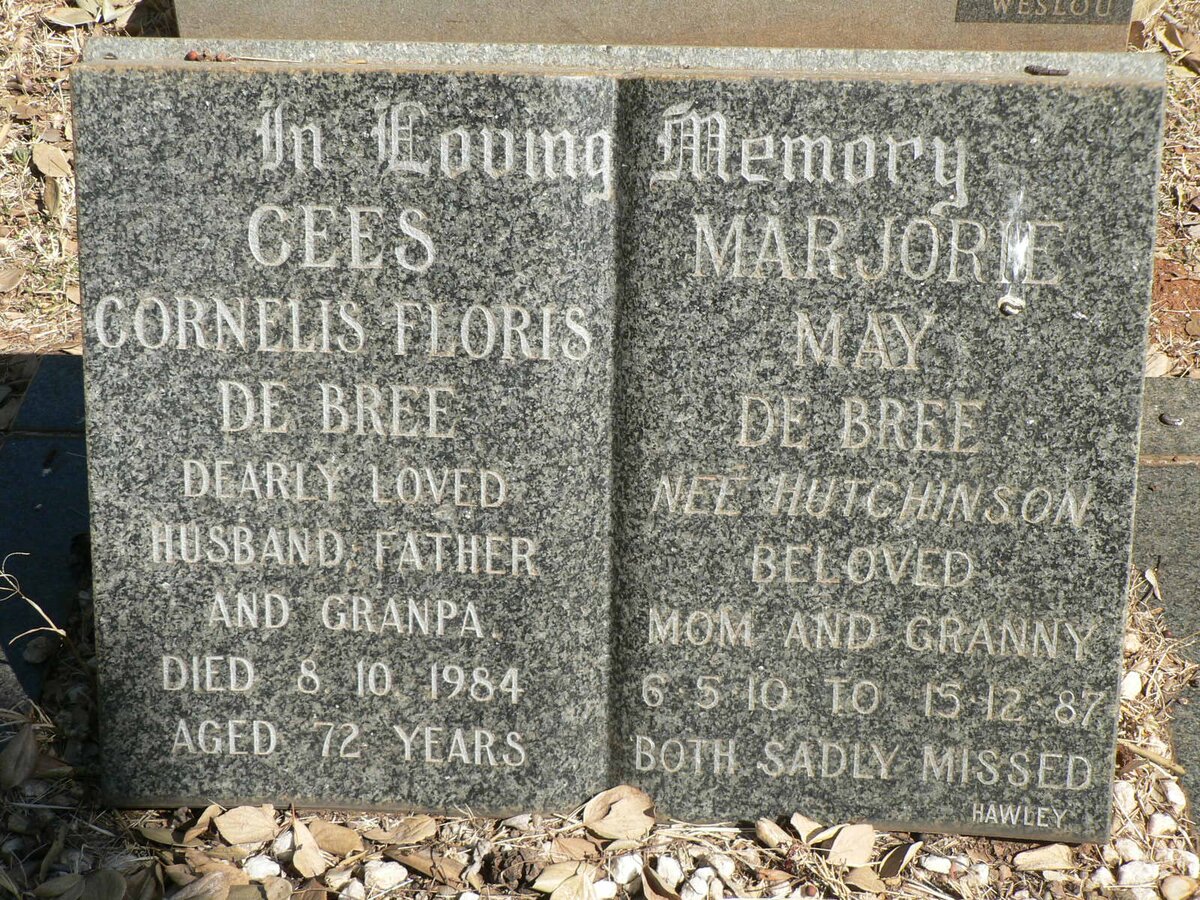 WESLOU
In Loving Memory
CEES
CORNELIS FLORIS
DE BREE
DEARLY LOVED
HUSBAND, FATHER
AND GRANPA
DIED 8 10 1984
AGED 72 YEARS
MARJORIE
MAY
DE BREE
NEÉ HUTCHINSON
BELOVED
MOM AND GRANNY
6·5·10 TO 15·12·87
BOTH SADLY MISSED
HAWLEY